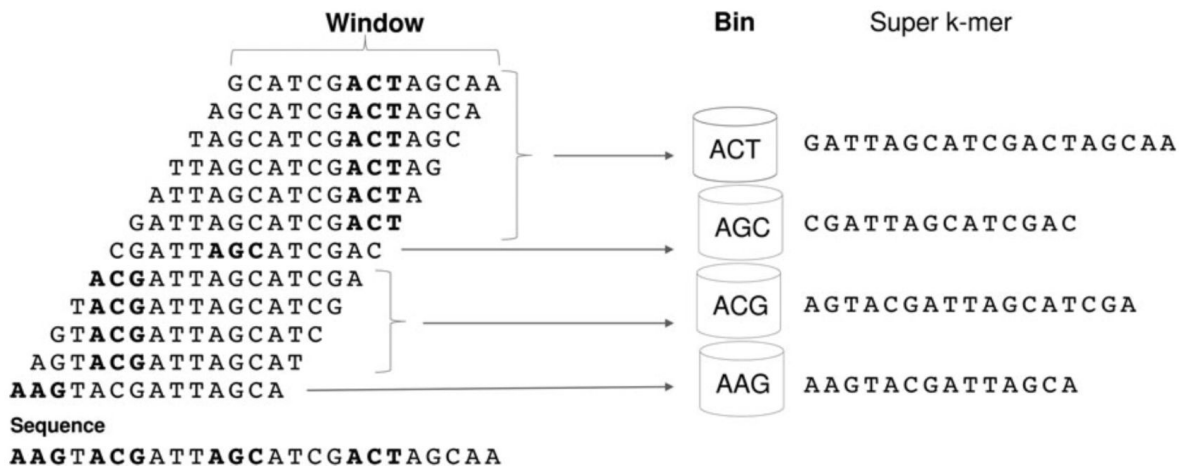 Window
Bin
Super k-mer
GCATCGACTAGCAA
AGCATCGACTAGCA
TAGCATCGACTAGC
TTAGCATCGACTAG
ATTAGCATCGACTA
GATTAGCATCGACT
CGATTAGCATCGAC
ACGATTAGCATCGA
TACGATTAGCATCG
GTACGATTAGCATC
AGTACGATTAGCAT
AAGTACGATTAGCA
ACT GATTAGCATCGACTAGCAA
AGC CGATTAGCATCGAC
ACG AGTACGATTAGCATCGA
AAG AAGTACGATTAGCA
Sequence
AAGTACGATTAGCATCGACTAGCAA